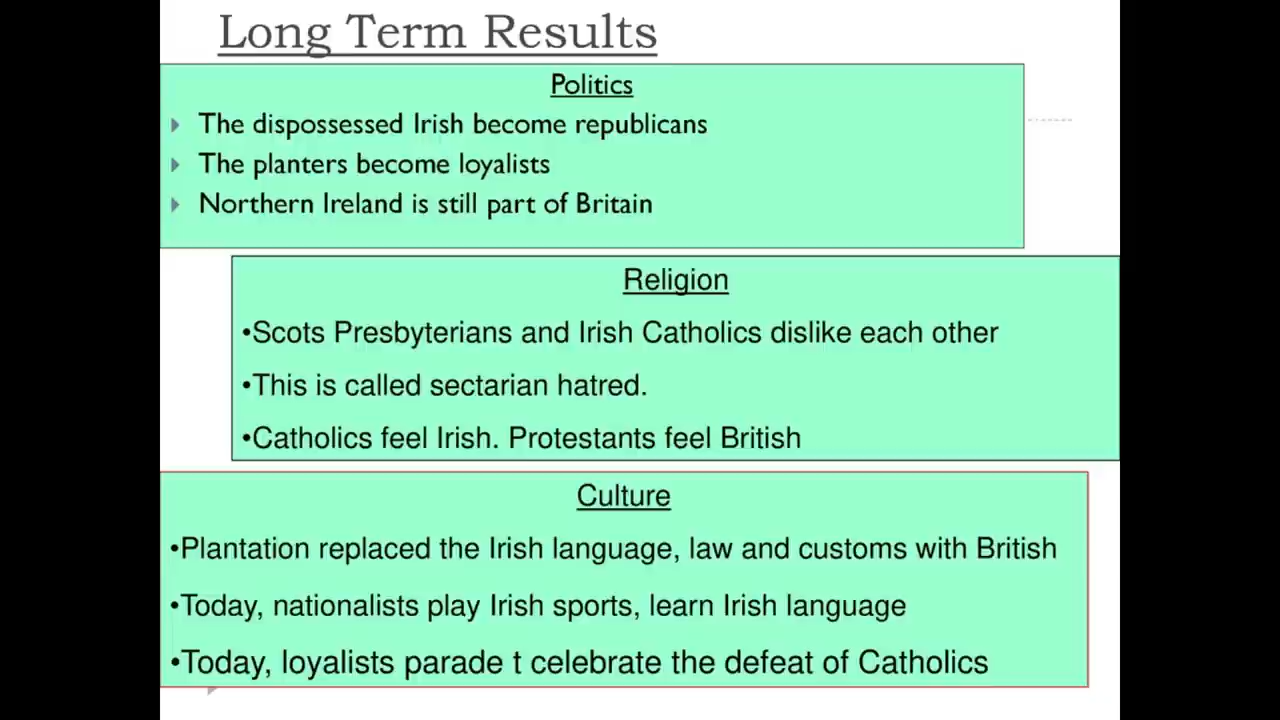 Long Term Results
Politics
The dispossessed Irish become republicans
The planters become loyalists
Northern Ireland is still part of Britain
Religion
•Scots Presbyterians and Irish Catholics dislike each other
•This is called sectarian hatred.
•Catholics feel Irish. Protestants feel British
Culture
•Plantation replaced the Irish language, law and customs with British
•Today, nationalists play Irish sports, learn Irish language
•Today, loyalists parade t celebrate the defeat of Catholics